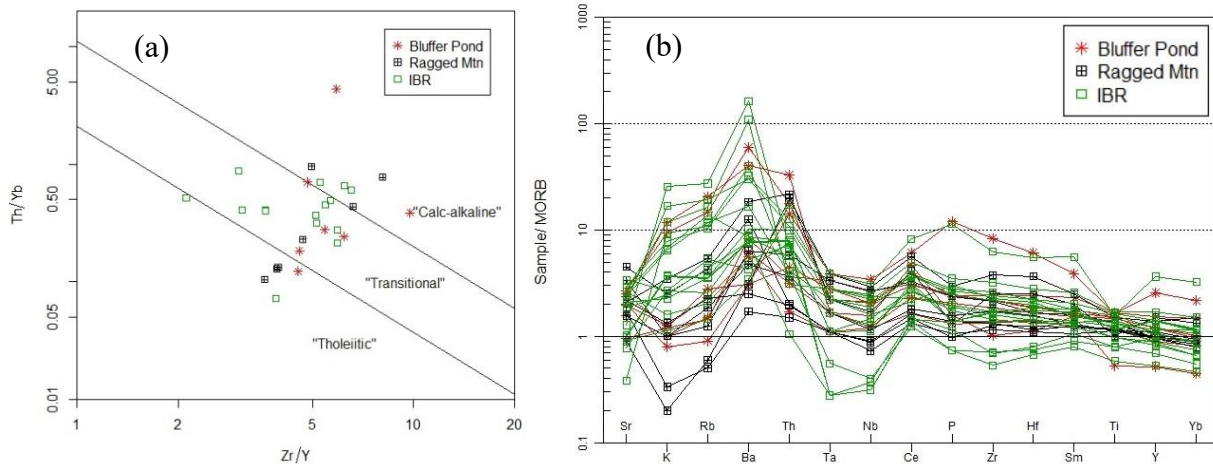 (a)
Bluffer Pond
Ragged Mtn
IBR
Th/Yb
5.00
0.50
0.05
0.01
"Calc-alkaline"
"Transitional"
"Tholeiitic"
1
2
5
10
20
Zr/Y
(b)
Bluffer Pond
Ragged Mtn
IBR
Sample/ MORB
1000
100
10
1
0.1
Sr Rb Th Nb P Hf Ti Yb
K Ba Ta Ce Zr Sm Y